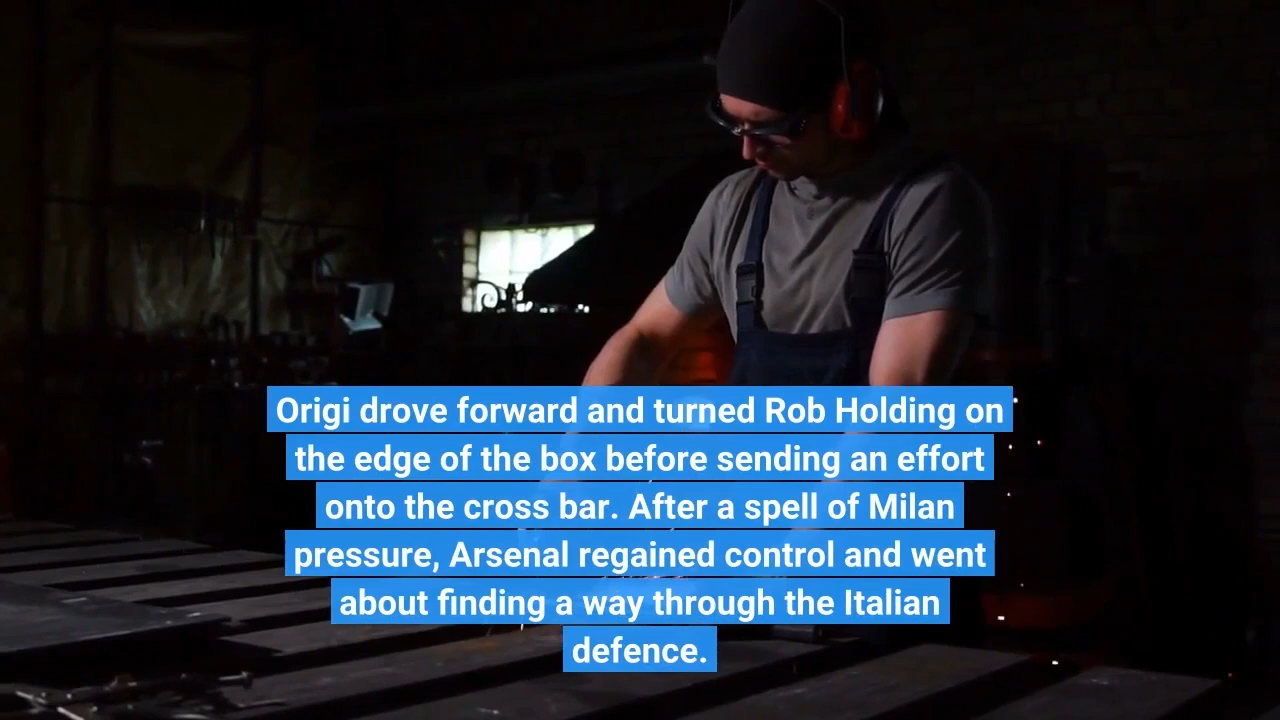 Origi drove forward and turned Rob Holding on
the edge of the box before sending an effort
onto the cross bar. After a spell of Milan
pressure, Arsenal regained control and went
about finding a way through the Italian
defence.